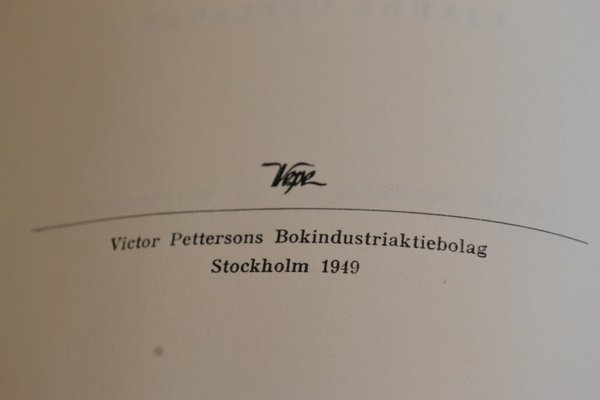 Vepe
Victor Pettersons Bokindustriaktiebolag
Stockholm 1949